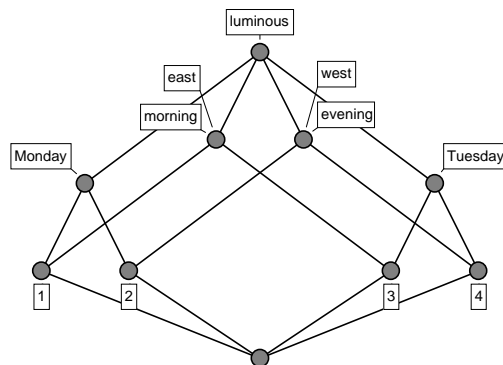 luminous
east
west
morning
evening
Monday
Tuesday
1
2
3
4